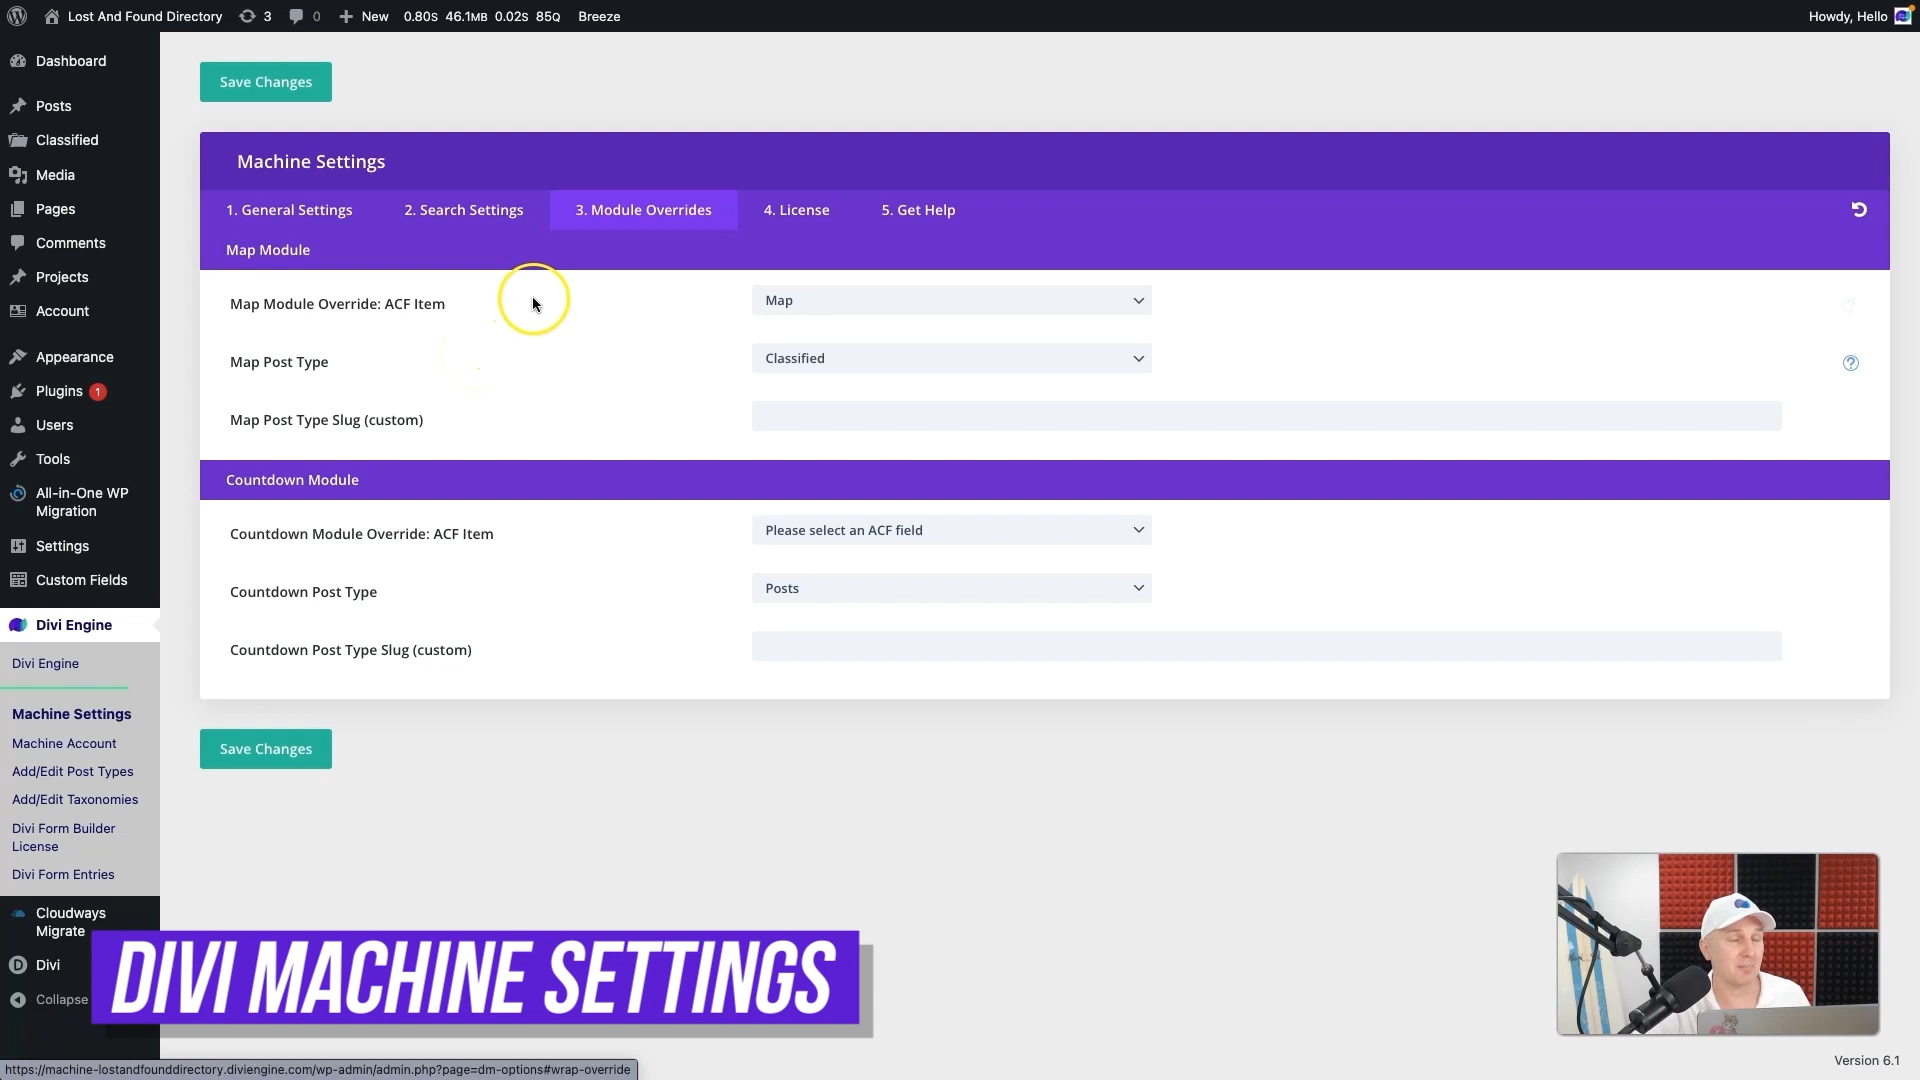 Lost And Found Directory 3 0 New 0.80S 46.1MB 0.02S 85Q Breeze Howdy, Hello
Dashboard
Posts
Classified
Media
Pages
Comments
Projects
Account
Appearance
Plugins 1
Users
Tools
All-in-One WP
Migration
Settings
Custom Fields
Divi Engine
Divi Engine
Machine Settings
Machine Account
Add/Edit Post Types
Add/Edit Taxonomies
Divi Form Builder
License
Divi Form Entries
Cloudways
Migrate
Divi
Collapse
Save Changes
Machine Settings
1. General Settings 2. Search Settings 3. Module Overrides 4. License 5. Get Help
Map Module
Map Module Override: ACF Item Map
Map Post Type Classified ?
Map Post Type Slug (custom)
Countdown Module
Countdown Module Override: ACF Item Please select an ACF field
Countdown Post Type Posts
Countdown Post Type Slug (custom)
Save Changes
DIVI MACHINE SETTINGS
Version 6.1
https://machine-lostandfounddirectory.diviengine.com/wp-admin/admin.php?page=dm-options#wrap-override